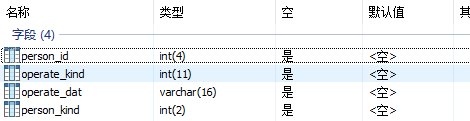 名称 类型 空 默认值 其
字段 (4)
person_id int(4) 是 <空>
operate_kind int(11) 是 <空>
operate_dat varchar(16) 是 <空>
person_kind int(2) 是 <空>